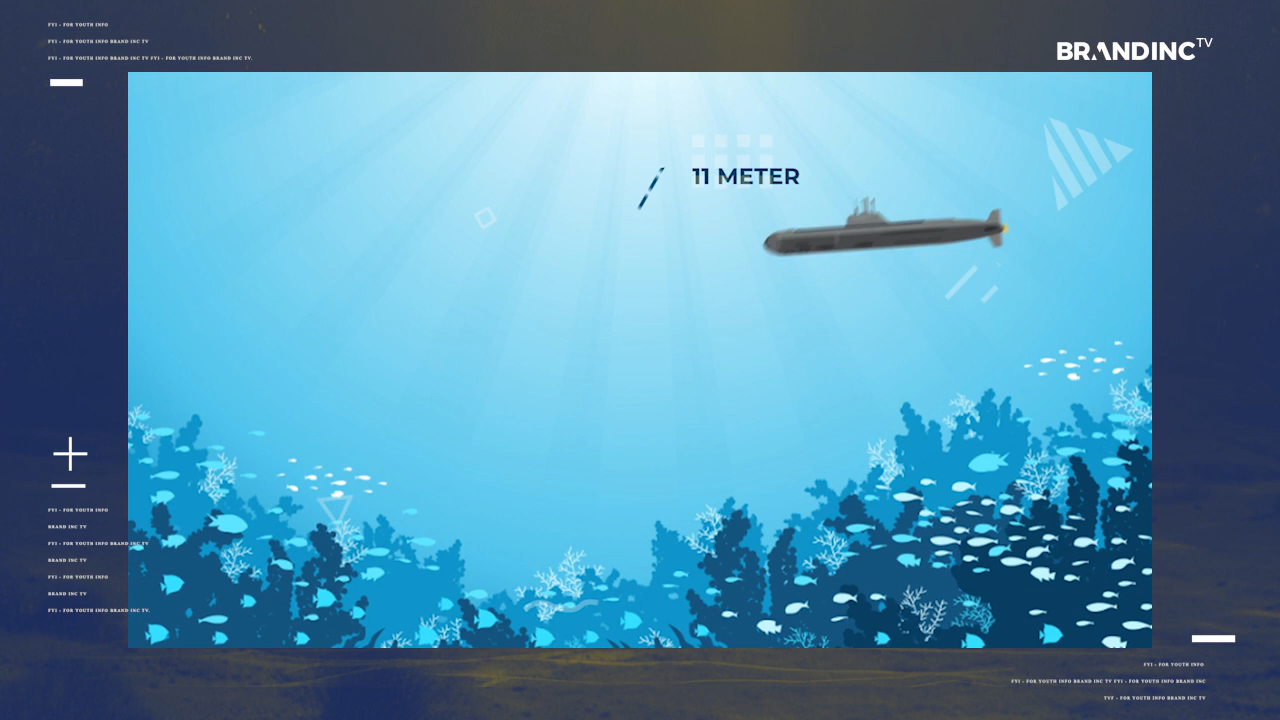 FYI - FOR YOUTH INFO
FYI - FOR YOUTH INFO BRAND INC TV
FYI - FOR YOUTH INFO BRAND INC TV FYI - FOR YOUTH INFO BRAND INC TV.
BRANDINC TV
11 METER
FYI - FOR YOUTH INFO
BRAND INC TV
FYI - FOR YOUTH INFO BRAND INC TV
BRAND INC TV
FYI - FOR YOUTH INFO
BRAND INC TV
FYI - FOR YOUTH INFO BRAND INC TV.
FYI - FOR YOUTH INFO
FYI - FOR YOUTH INFO BRAND INC TV FYI - FOR YOUTH INFO BRAND INC
TVF - FOR YOUTH INFO BRAND INC TV